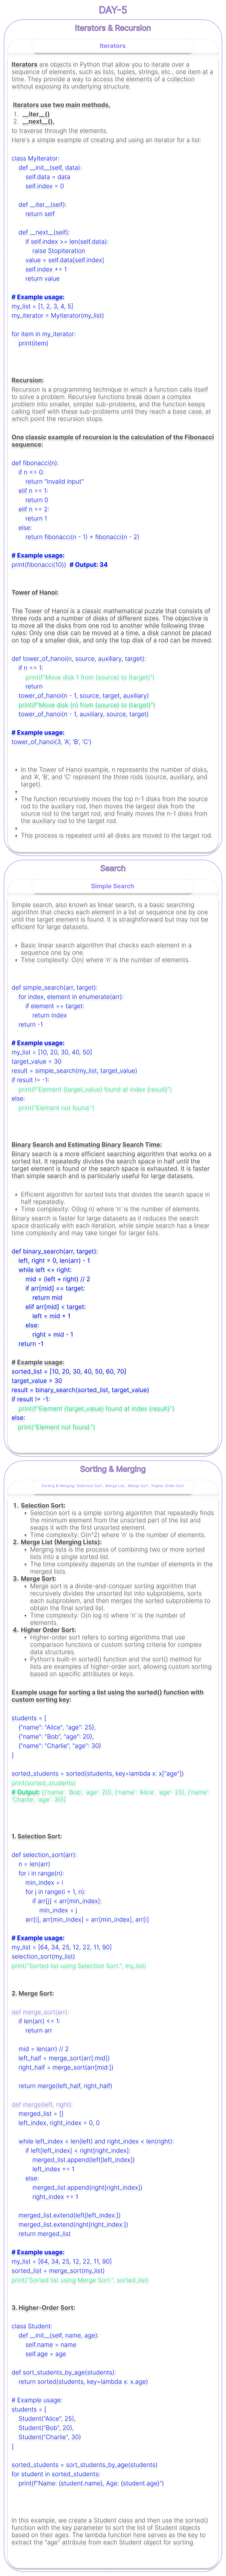 DAY-5
Iterators & Recursion
Iterators
Iterators are objects in Python that allow you to iterate over a
sequence of elements, such as lists, tuples, strings, etc., one item at a
time. They provide a way to access the elements of a collection
without exposing its underlying structure.
Iterators use two main methods,
1. __iter__()
2. __next__(),
to traverse through the elements.
Here's a simple example of creating and using an iterator for a list:
class MyIterator:
def __init__(self, data):
self.data = data
self.index = 0
def __iter__(self):
return self
def __next__(self):
if self.index >= len(self.data):
raise StopIteration
value = self.data[self.index]
self.index += 1
return value
# Example usage:
my_list = [1, 2, 3, 4, 5]
my_iterator = MyIterator(my_list)
for item in my_iterator:
print(item)
Recursion:
Recursion is a programming technique in which a function calls itself
to solve a problem. Recursive functions break down a complex
problem into smaller, simpler sub-problems, and the function keeps
calling itself with these sub-problems until they reach a base case, at
which point the recursion stops.
One classic example of recursion is the calculation of the Fibonacci
sequence:
def fibonacci(n):
if n <= 0:
return "Invalid input"
elif n == 1:
return 0
elif n == 2:
return 1
else:
return fibonacci(n - 1) + fibonacci(n - 2)
# Example usage:
print(fibonacci(10)) # Output: 34
Tower of Hanoi:
The Tower of Hanoi is a classic mathematical puzzle that consists of
three rods and a number of disks of different sizes. The objective is
to move all the disks from one rod to another, following these
rules: Only one disk can be moved at a time, a disk cannot be placed
on top of a smaller disk, and only the top disk of a rod can be moved.
def tower_of_hanoi(n, source, auxiliary, target):
if n == 1:
print(f"Move disk 1 from {source} to {target}")
return
tower_of_hanoi(n - 1, source, target, auxiliary)
print(f"Move disk {n} from {source} to {target}")
tower_of_hanoi(n - 1, auxiliary, source, target)
# Example usage:
tower_of_hanoi(3, 'A', 'B', 'C')
• In the Tower of Hanoi example, n represents the number of disks,
and 'A', 'B', and 'C' represent the three rods (source, auxiliary, and
target).
•
• The function recursively moves the top n-1 disks from the source
rod to the auxiliary rod, then moves the largest disk from the
source rod to the target rod, and finally moves the n-1 disks from
the auxiliary rod to the target rod.
•
• This process is repeated until all disks are moved to the target rod.
Search
Simple Search
Simple search, also known as linear search, is a basic searching
algorithm that checks each element in a list or sequence one by one
until the target element is found. It is straightforward but may not be
efficient for large datasets.
• Basic linear search algorithm that checks each element in a
sequence one by one.
• Time complexity: O(n) where 'n' is the number of elements.
def simple_search(arr, target):
for index, element in enumerate(arr):
if element == target:
return index
return -1
# Example usage:
my_list = [10, 20, 30, 40, 50]
target_value = 30
result = simple_search(my_list, target_value)
if result != -1:
print(f"Element {target_value} found at index {result}")
else:
print("Element not found.")
Binary Search and Estimating Binary Search Time:
Binary search is a more efficient searching algorithm that works on a
sorted list. It repeatedly divides the search space in half until the
target element is found or the search space is exhausted. It is faster
than simple search and is particularly useful for large datasets.
• Efficient algorithm for sorted lists that divides the search space in
half repeatedly.
• Time complexity: O(log n) where 'n' is the number of elements.
Binary search is faster for large datasets as it reduces the search
space drastically with each iteration, while simple search has a linear
time complexity and may take longer for larger lists.
def binary_search(arr, target):
left, right = 0, len(arr) - 1
while left <= right:
mid = (left + right) // 2
if arr[mid] == target:
return mid
elif arr[mid] < target:
left = mid + 1
else:
right = mid - 1
return -1
# Example usage:
sorted_list = [10, 20, 30, 40, 50, 60, 70]
target_value = 30
result = binary_search(sorted_list, target_value)
if result != -1:
print(f"Element {target_value} found at index {result}")
else:
print("Element not found.")
Sorting & Merging
Sorting & Merging: Selection Sort , Merge List , Merge Sort , Higher Order Sort
1. Selection Sort:
• Selection sort is a simple sorting algorithm that repeatedly finds
the minimum element from the unsorted part of the list and
swaps it with the first unsorted element.
• Time complexity: O(n^2) where 'n' is the number of elements.
2. Merge List (Merging Lists):
• Merging lists is the process of combining two or more sorted
lists into a single sorted list.
• The time complexity depends on the number of elements in the
merged lists.
3. Merge Sort:
• Merge sort is a divide-and-conquer sorting algorithm that
recursively divides the unsorted list into subproblems, sorts
each subproblem, and then merges the sorted subproblems to
obtain the final sorted list.
• Time complexity: O(n log n) where 'n' is the number of
elements.
4. Higher Order Sort:
• Higher-order sort refers to sorting algorithms that use
comparison functions or custom sorting criteria for complex
data structures.
• Python's built-in sorted() function and the sort() method for
lists are examples of higher-order sorting, allowing custom sorting
based on specific attributes or keys.
Example usage for sorting a list using the sorted() function with
custom sorting key:
students = [
{"name": "Alice", "age": 25},
{"name": "Bob", "age": 20},
{"name": "Charlie", "age": 30}
]
sorted_students = sorted(students, key=lambda x: x["age"])
print(sorted_students)
# Output: [{'name': 'Bob', 'age': 20}, {'name': 'Alice', 'age': 25}, {'name':
'Charlie', 'age': 30}]
1. Selection Sort:
def selection_sort(arr):
n = len(arr)
for i in range(n):
min_index = i
for j in range(i + 1, n):
if arr[j] < arr[min_index]:
min_index = j
arr[i], arr[min_index] = arr[min_index], arr[i]
# Example usage:
my_list = [64, 34, 25, 12, 22, 11, 90]
selection_sort(my_list)
print("Sorted list using Selection Sort:", my_list)
2. Merge Sort:
def merge_sort(arr):
if len(arr) <= 1:
return arr
mid = len(arr) // 2
left_half = merge_sort(arr[:mid])
right_half = merge_sort(arr[mid:])
return merge(left_half, right_half)
def merge(left, right):
merged_list = []
left_index, right_index = 0, 0
while left_index < len(left) and right_index < len(right):
if left[left_index] < right[right_index]:
merged_list.append(left[left_index])
left_index += 1
else:
merged_list.append(right[right_index])
right_index += 1
merged_list.extend(left[left_index:])
merged_list.extend(right[right_index:])
return merged_list
# Example usage:
my_list = [64, 34, 25, 12, 22, 11, 90]
sorted_list = merge_sort(my_list)
print("Sorted list using Merge Sort:", sorted_list)
3. Higher-Order Sort:
class Student:
def __init__(self, name, age):
self.name = name
self.age = age
def sort_students_by_age(students):
return sorted(students, key=lambda x: x.age)
# Example usage:
students = [
Student("Alice", 25),
Student("Bob", 20),
Student("Charlie", 30)
]
sorted_students = sort_students_by_age(students)
for student in sorted_students:
print(f"Name: {student.name}, Age: {student.age}")
In this example, we create a Student class and then use the sorted()
function with the key parameter to sort the list of Student objects
based on their ages. The lambda function here serves as the key to
extract the "age" attribute from each Student object for sorting.